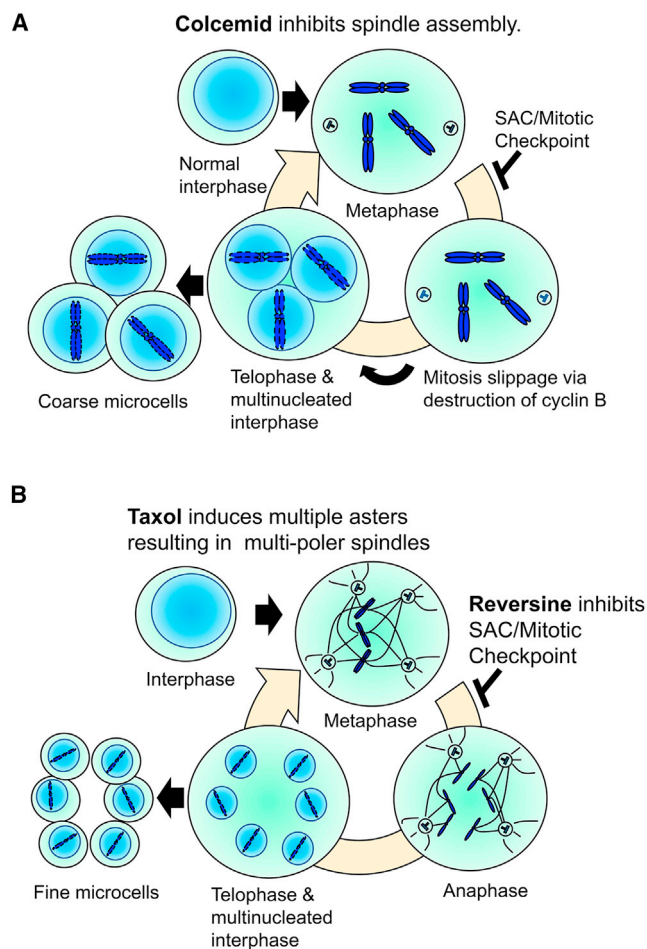 A
Colcemid inhibits spindle assembly.
Normal
interphase
Metaphase
SAC/Mitotic
Checkpoint
Coarse microcells
Telophase &
multinucleated
interphase
Mitosis slippage via
destruction of cyclin B
B
Taxol induces multiple asters
resulting in multi-poler spindles
Interphase
Metaphase
Reversine inhibits
SAC/Mitotic
Checkpoint
Fine microcells
Telophase &
multinucleated
interphase
Anaphase